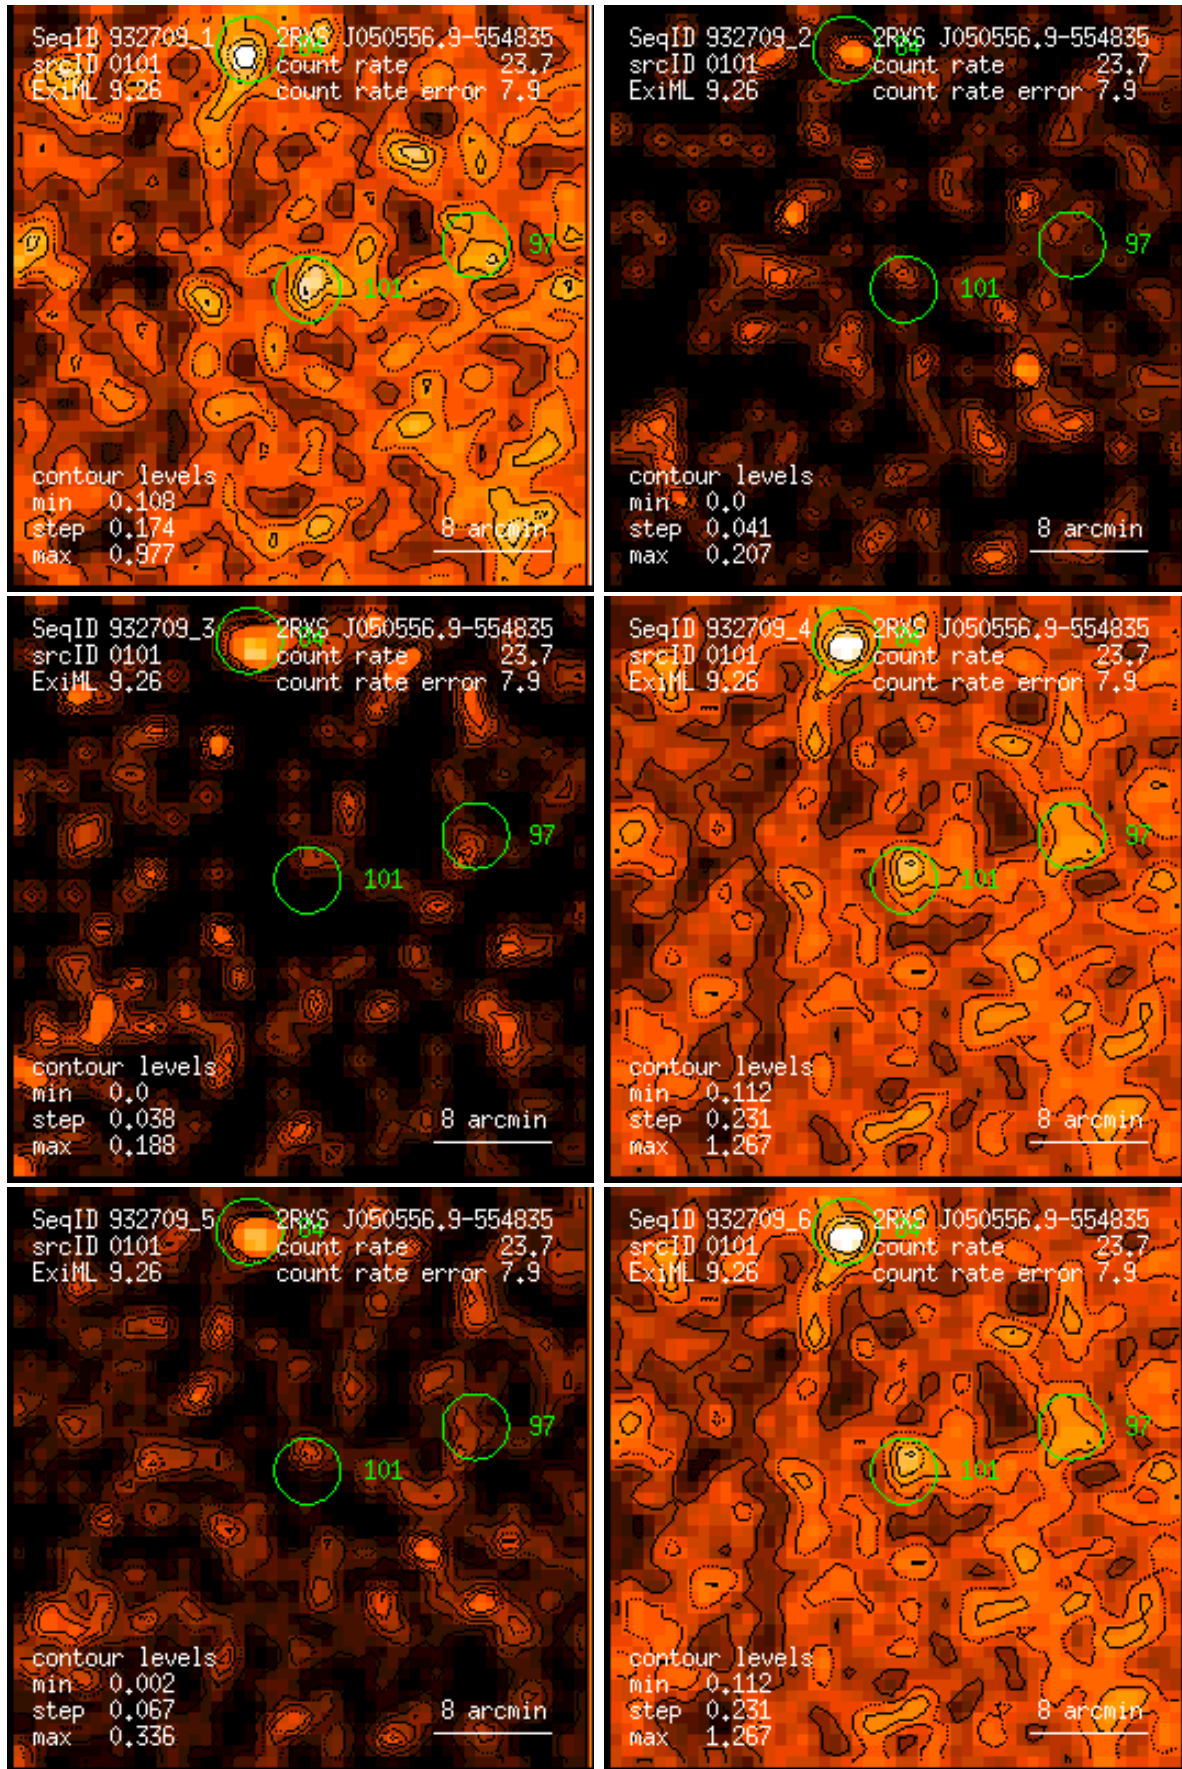 SeqID 932709_1 2RXS J050556.9-554835
srcID 0101 84 count rate 23.7
ExiML 9.26 count rate error 7.9
97
101
contour levels
min 0.108
step 0.174 8 arcmin
max 0.977
SeqID 932709_2 2RXS J050556.9-554835
srcID 0101 84 count rate 23.7
ExiML 9.26 count rate error 7.9
97
101
contour levels
min 0.0
step 0.041 8 arcmin
max 0.207
SeqID 932709_3 2RXS J050556.9-554835
srcID 0101 84 count rate 23.7
ExiML 9.26 count rate error 7.9
97
101
contour levels
min 0.0
step 0.038 8 arcmin
max 0.188
SeqID 932709_4 2RXS J050556.9-554835
srcID 0101 84 count rate 23.7
ExiML 9.26 count rate error 7.9
97
101
contour levels
min 0.112
step 0.231 8 arcmin
max 1.267
SeqID 932709_5 2RXS J050556.9-554835
srcID 0101 84 count rate 23.7
ExiML 9.26 count rate error 7.9
97
101
contour levels
min 0.002
step 0.067 8 arcmin
max 0.336
SeqID 932709_6 2RXS J050556.9-554835
srcID 0101 84 count rate 23.7
ExiML 9.26 count rate error 7.9
97
101
contour levels
min 0.112
step 0.231 8 arcmin
max 1.267